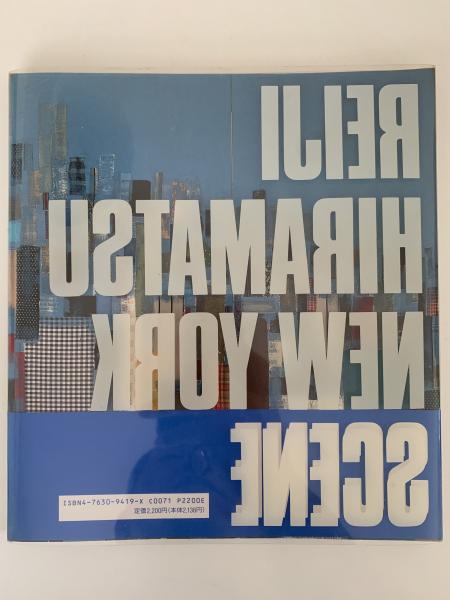 REIJI
HIRAMATSU
NEW YORK
SCENE
ISBN4-7630-9419-X C0071 P2200E
定価2,200円(本体2,136円)